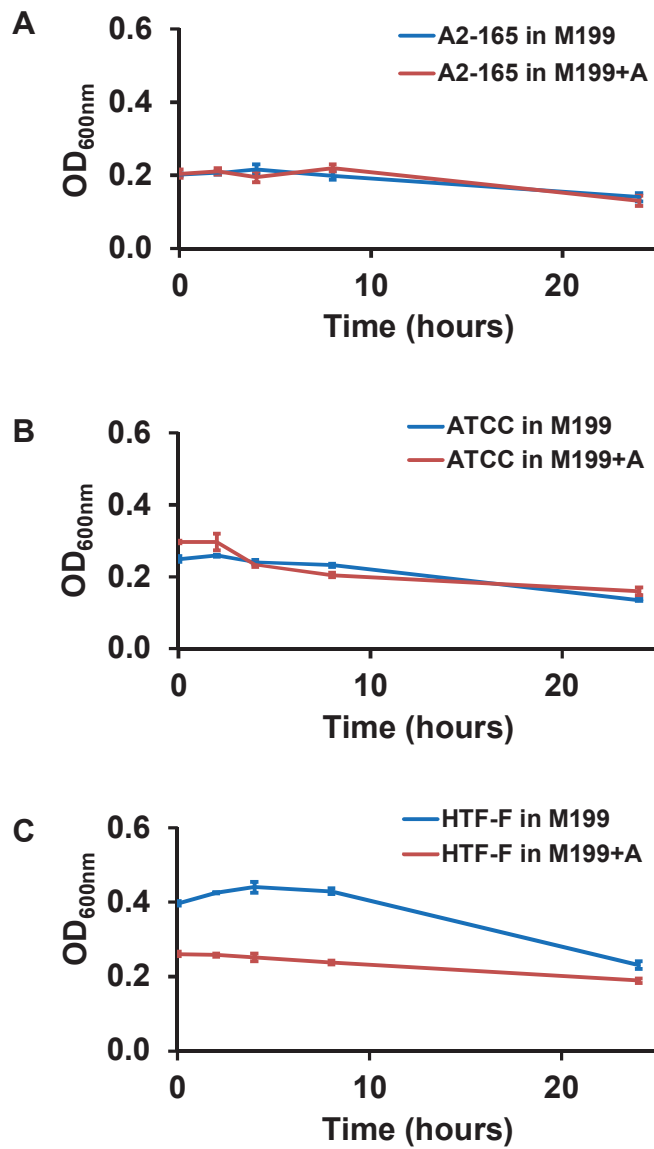 A
A2-165 in M199
A2-165 in M199+A
OD600nm
0.6
0.4
0.2
0.0
0 10 20
Time (hours)
B
ATCC in M199
ATCC in M199+A
OD600nm
0.6
0.4
0.2
0.0
0 10 20
Time (hours)
C
HTF-F in M199
HTF-F in M199+A
OD600nm
0.6
0.4
0.2
0.0
0 10 20
Time (hours)